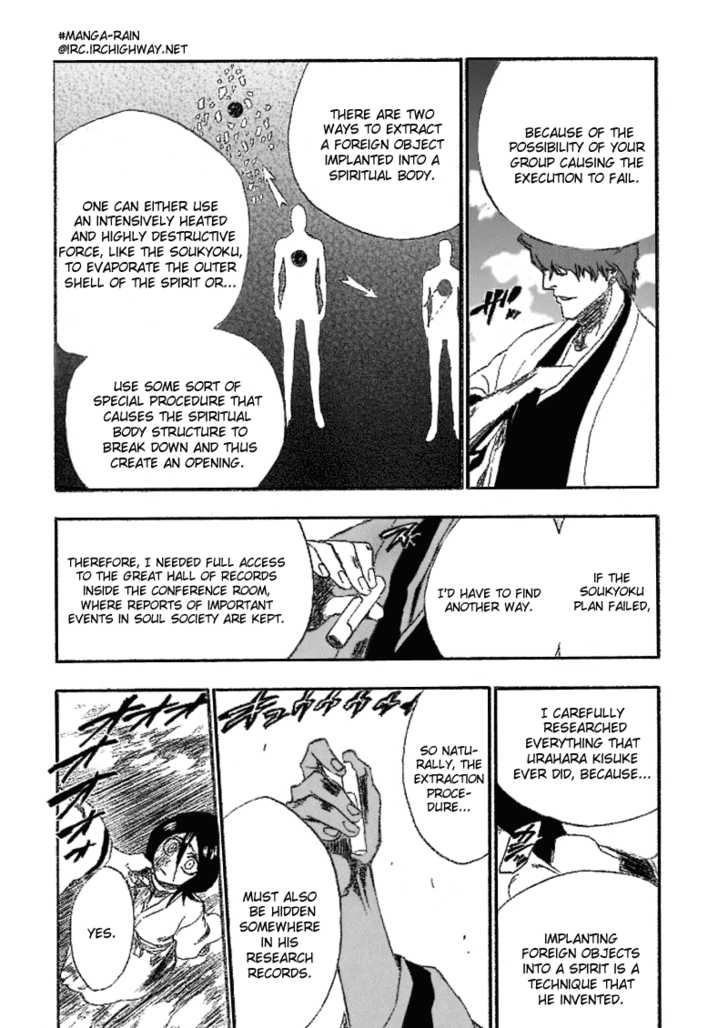 #MANGA-RAIN
@IRC.IRCHIGHWAY.NET
BECAUSE OF THE
POSSIBILITY OF YOUR
GROUP CAUSING THE
EXECUTION TO FAIL.
THERE ARE TWO
WAYS TO EXTRACT
A FOREIGN OBJECT
IMPLANTED INTO A
SPIRITUAL BODY.
ONE CAN EITHER USE
AN INTENSIVELY HEATED
AND HIGHLY DESTRUCTIVE
FORCE, LIKE THE SOUKYOKU,
TO EVAPORATE THE OUTER
SHELL OF THE SPIRIT OR...
USE SOME SORT OF
SPECIAL PROCEDURE THAT
CAUSES THE SPIRITUAL
BODY STRUCTURE TO
BREAK DOWN AND THUS
CREATE AN OPENING.
IF THE
SOUKYOKU
PLAN FAILED,
I'D HAVE TO FIND
ANOTHER WAY.
THEREFORE, I NEEDED FULL ACCESS
TO THE GREAT HALL OF RECORDS
INSIDE THE CONFERENCE ROOM,
WHERE REPORTS OF IMPORTANT
EVENTS IN SOUL SOCIETY ARE KEPT.
I CAREFULLY
RESEARCHED
EVERYTHING THAT
URAHARA KISUKE
EVER DID, BECAUSE...
IMPLANTING
FOREIGN OBJECTS
INTO A SPIRIT IS A
TECHNIQUE THAT
HE INVENTED.
SO NATU-
RALLY, THE
EXTRACTION
PROCE-
DURE...
MUST ALSO
BE HIDDEN
SOMEWHERE
IN HIS
RESEARCH
RECORDS.
YES.